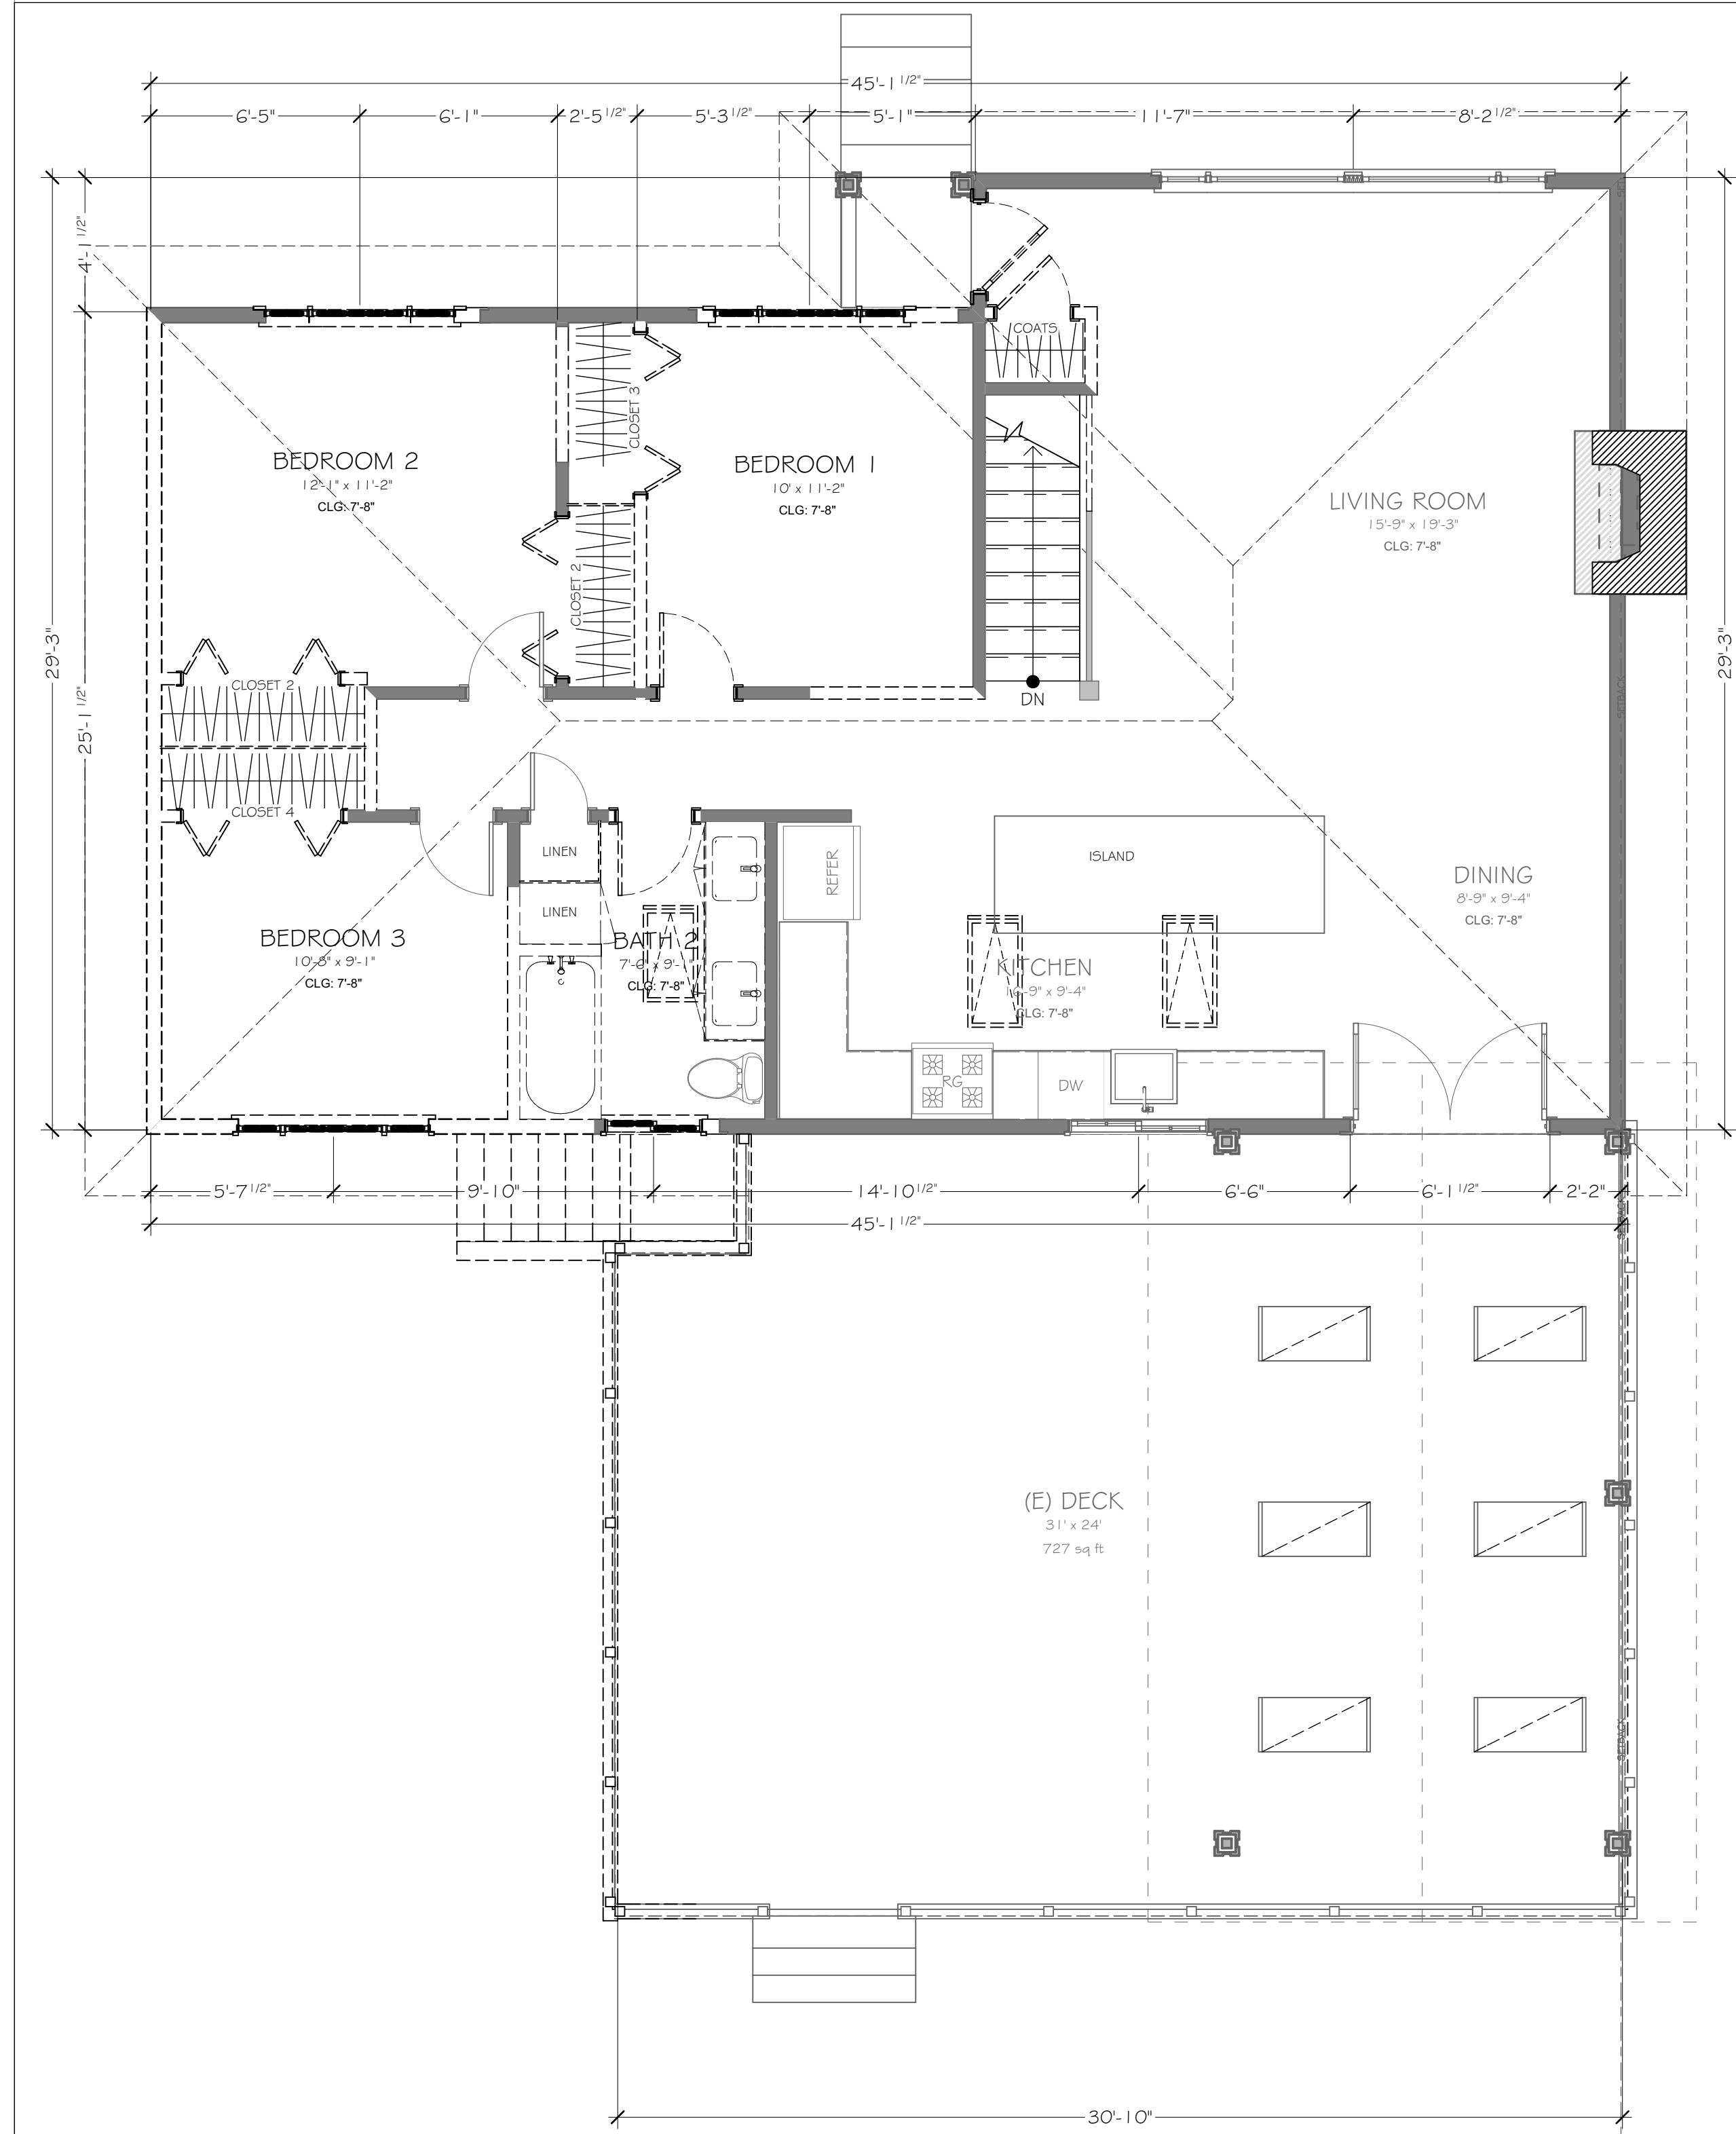 45'-1 1/2"
6'-5"
6'-1"
2'-5 1/2"
5'-3 1/2"
5'-1"
11'-7"
8'-2 1/2"
4'-1 1/2"
29'-3"
25'-1 1/2"
29'-3"
COATS
CLOSET 3
BEDROOM 2
12'-1" x 11'-2"
CLG: 7'-8"
BEDROOM 1
10' x 11'-2"
CLG: 7'-8"
LIVING ROOM
15'-9" x 19'-3"
CLG: 7'-8"
CLOSET 2
CLOSET 2
DN
SETBACK
CLOSET 4
LINEN
LINEN
REFER
ISLAND
DINING
8'-9" x 9'-4"
CLG: 7'-8"
BEDROOM 3
10'-8" x 9'-1"
CLG: 7'-8"
BATH 2
CLG: 7'-8"
KITCHEN
CLG: 7'-8"
RG
DW
5'-7 1/2"
9'-10"
14'-10 1/2"
6'-6"
6'-1 1/2"
2'-2"
45'-1 1/2"
SETBACK
(E) DECK
31' x 24'
727 sq ft
SETBACK
30'-10"